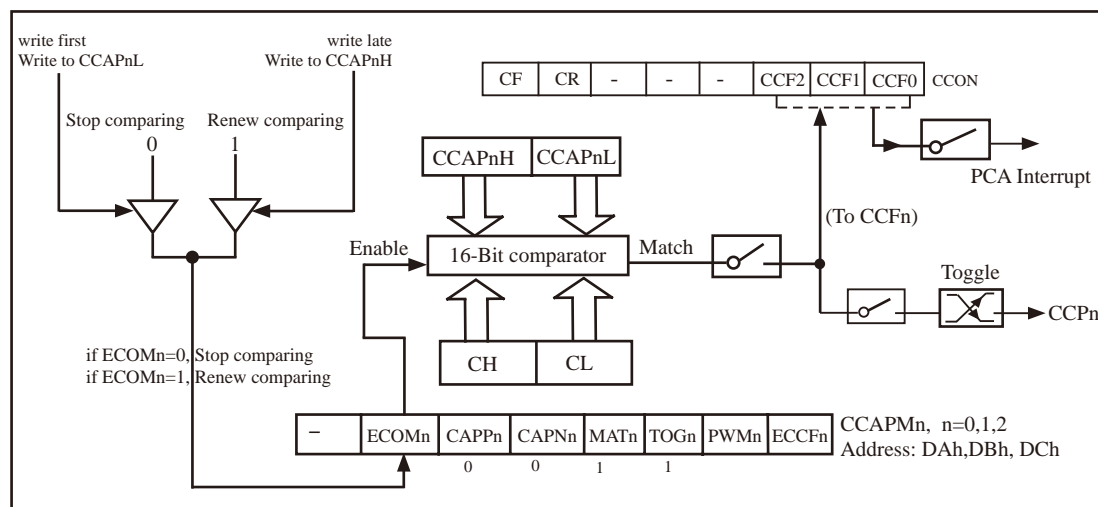 write first
Write to CCAPnL
write late
Write to CCAPnH
CF CR - - - CCF2 CCF1 CCF0 CCON
Stop comparing
0
Renew comparing
1
CCAPnH CCAPnL
PCA Interrupt
(To CCFn)
Enable
16-Bit comparator
Match
Toggle
CCPn
CH CL
if ECOMn=0, Stop comparing
if ECOMn=1, Renew comparing
- ECOMn CAPPn CAPNn MATn TOGn PWMn ECCFn
CCAPMn, n=0,1,2
Address: DAh,DBh, DCh
0 0 1 1